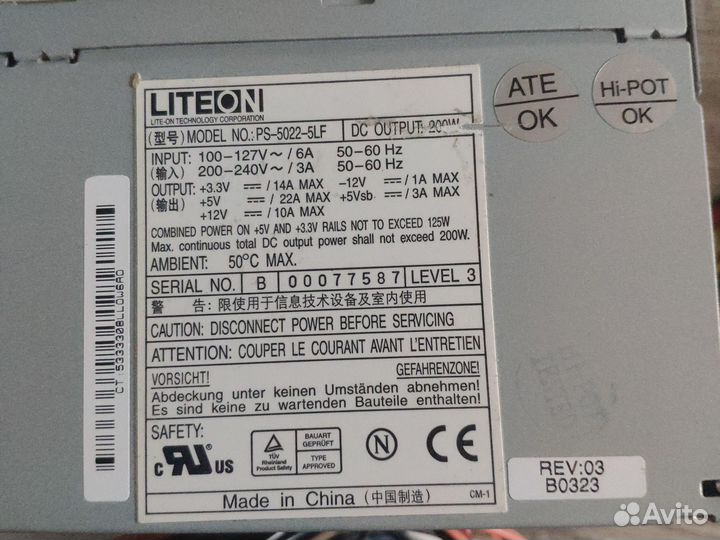 LITEON
LITE-ON TECHNOLOGY CORPORATION
(型号) MODEL NO.: PS-5022-5LF DC OUTPUT: 200W
INPUT: 100-127V～/6A 50-60 Hz
(输入) 200-240V～/3A 50-60 Hz
OUTPUT: +3.3V ⎓/14A MAX -12V ⎓/1A MAX
(输出) +5V ⎓/22A MAX +5Vsb ⎓/3A MAX
+12V ⎓/10A MAX
COMBINED POWER ON +5V AND +3.3V RAILS NOT TO EXCEED 125W
Max. continuous total DC output power shall not exceed 200W.
AMBIENT: 50°C MAX.
SERIAL NO. B 00077587 LEVEL 3
警 告: 限使用于信息技术设备及室内使用
CAUTION: DISCONNECT POWER BEFORE SERVICING
ATTENTION: COUPER LE COURANT AVANT L'ENTRETIEN
VORSICHT! GEFAHRENZONE!
Abdeckung unter keinen Umständen abnehmen!
Es sind keine zu wartenden Bauteile enthalten!
SAFETY:
c RU US
TÜV
Rheinland
Product Safety
BAUART
GEPRÜFT
TYPE
APPROVED
N
CE
Made in China (中国制造) CM-1
ATE
OK
Hi-POT
OK
REV:03
B0323
Avito